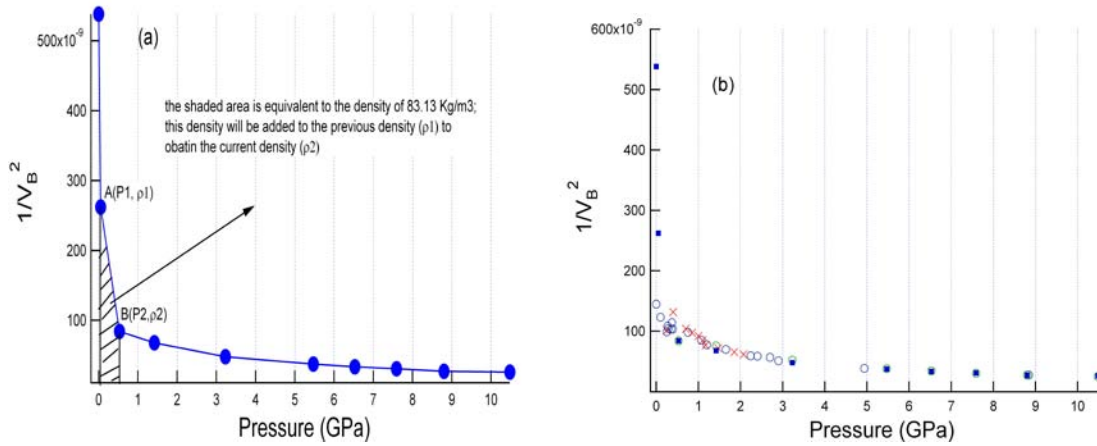 (a)
500x10-9
400
300
200
100
1/VB2
the shaded area is equivalent to the density of 83.13 Kg/m3;
this density will be added to the previous density (ρ1) to
obatin the current density (ρ2)
A(P1, ρ1)
B(P2,ρ2)
0 1 2 3 4 5 6 7 8 9 10
Pressure (GPa)
(b)
600x10-9
500
400
300
200
100
0
1/VB2
0 1 2 3 4 5 6 7 8 9 10
Pressure (GPa)